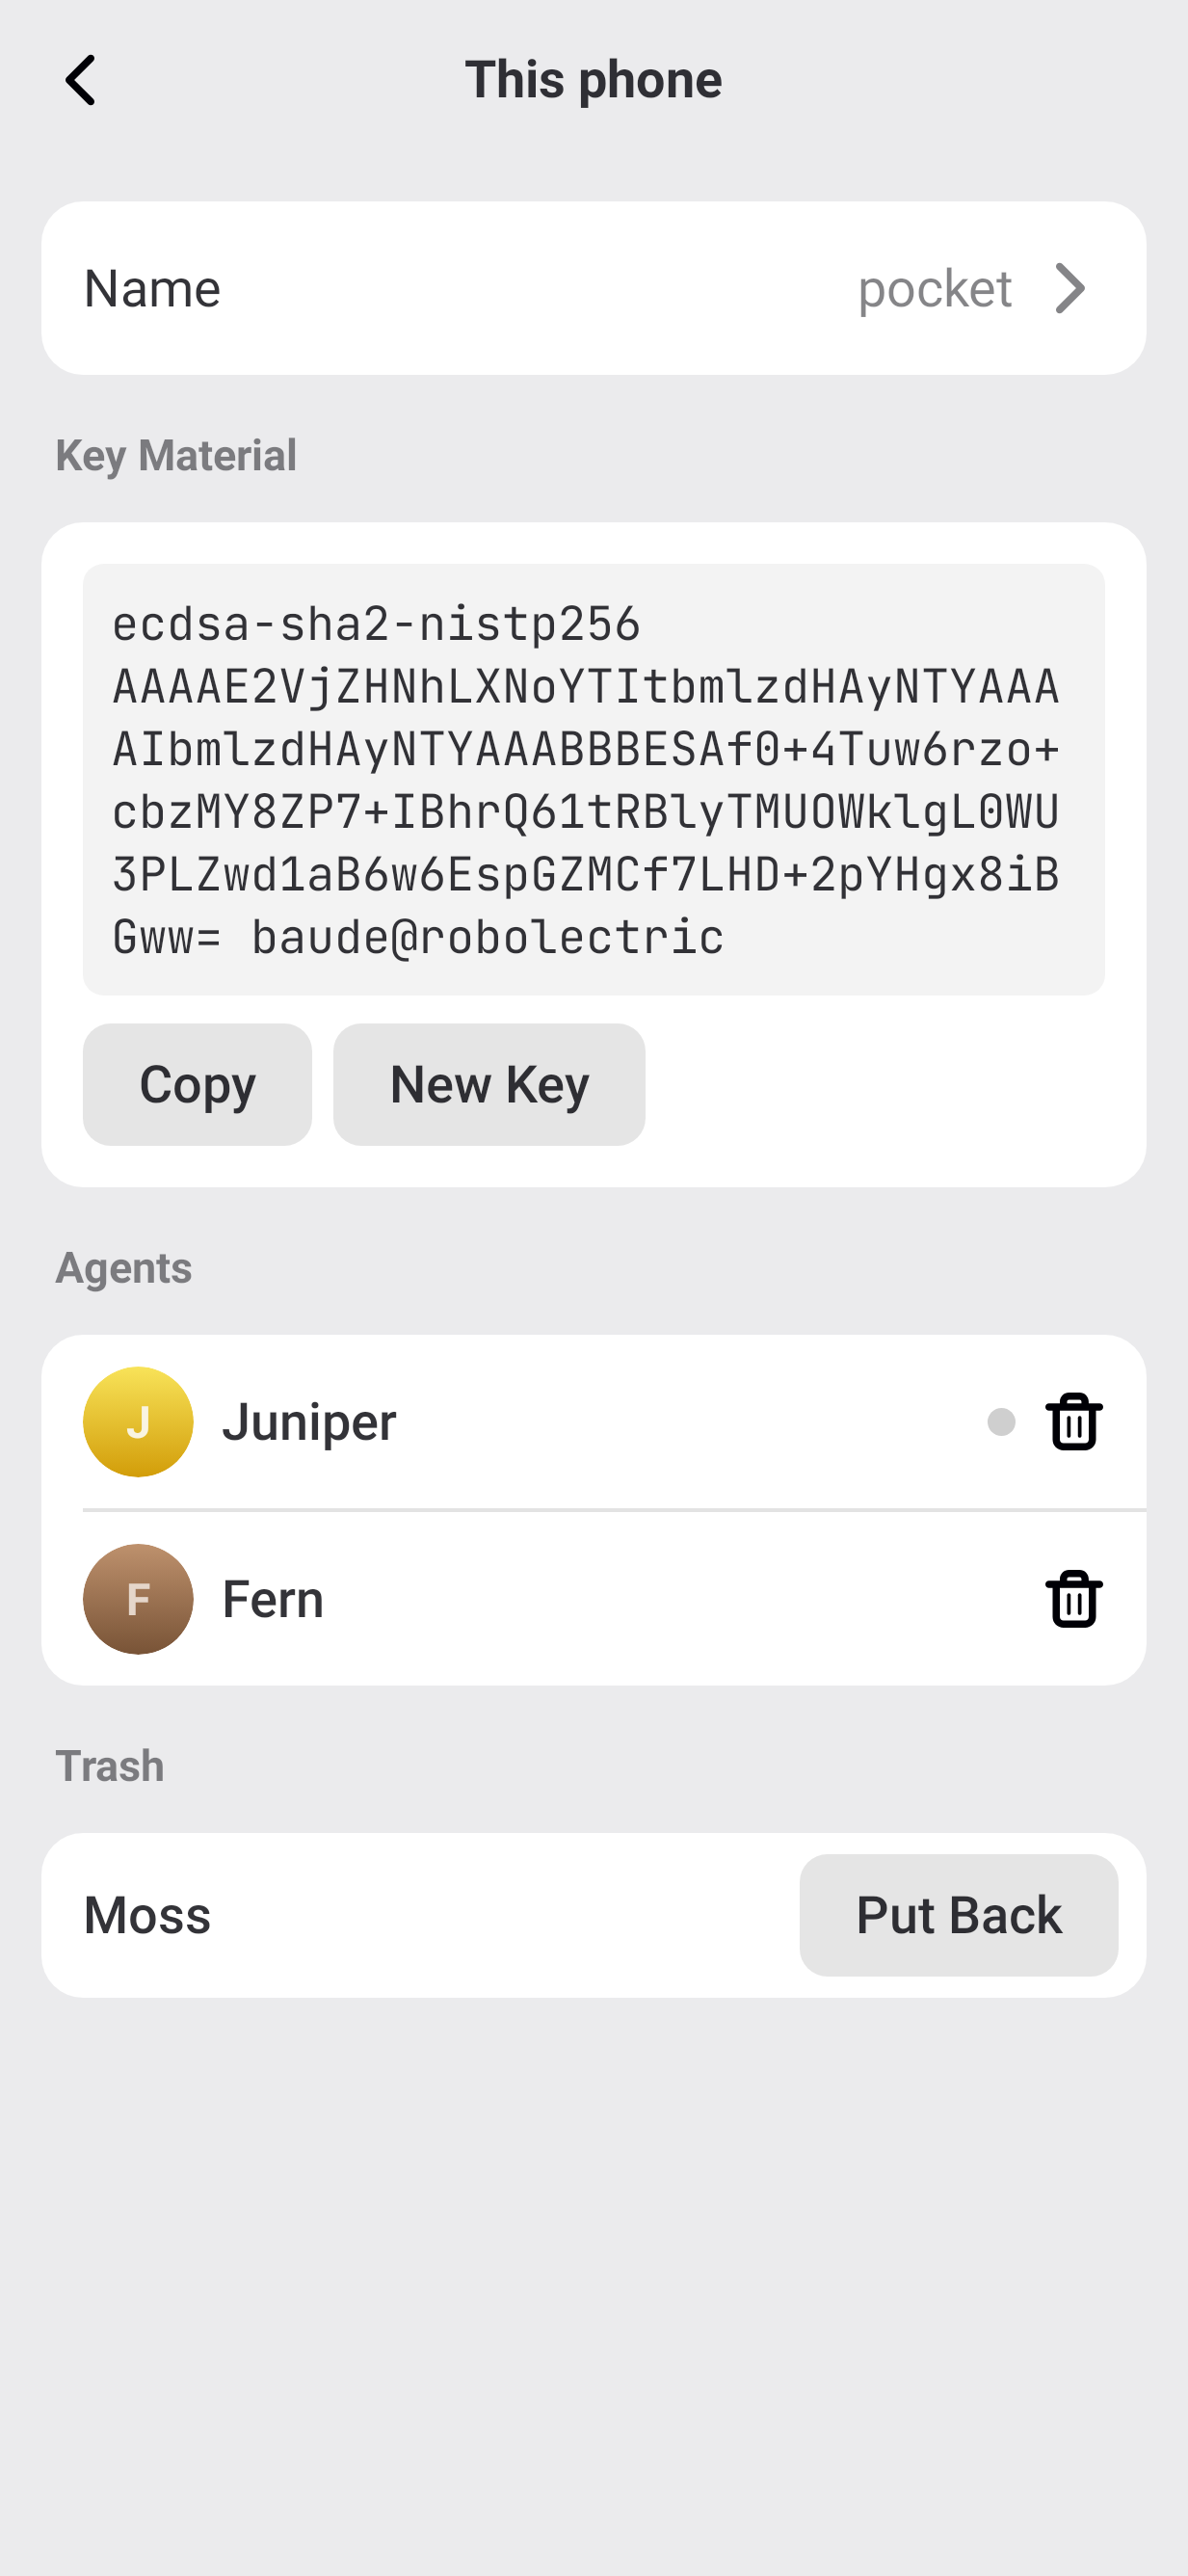 This phone
Name
pocket
Key Material
ecdsa-sha2-nistp256
AAAAE2VjZHNhLXNoYTItbmlzdHAyNTYAAA
AIbmlzdHAyNTYAAABBBESAf0+4Tuw6rzo+
cbzMY8ZP7+IBhrQ61tRBlyTMUOWklgL0WU
3PLZwd1aB6w6EspGZMCf7LHD+2pYHgx8iB
Gww= baude@robolectric
Copy
New Key
Agents
J
Juniper
F
Fern
Trash
Moss
Put Back